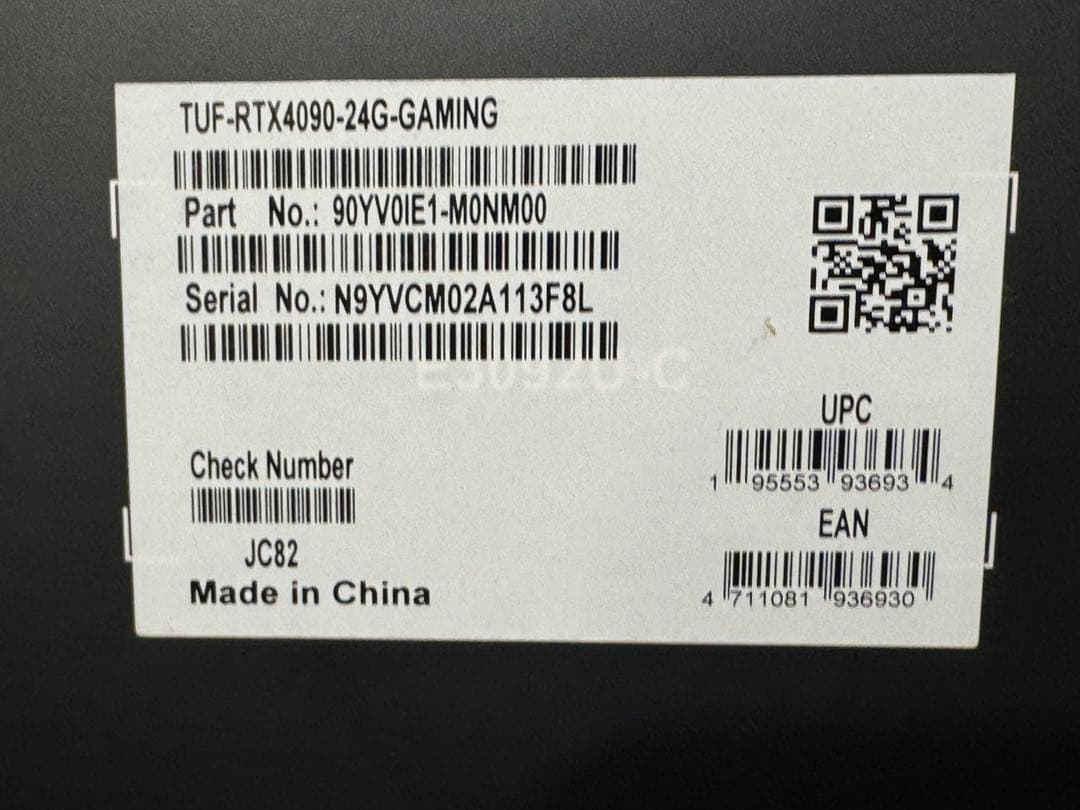 TUF-RTX4090-24G-GAMING
Part No.: 90YV0IE1-M0NM00
Serial No.: N9YVCM02A113F8L
E30920-C
UPC
1 95553 93693 4
Check Number
EAN
JC82
4 711081 936930
Made in China